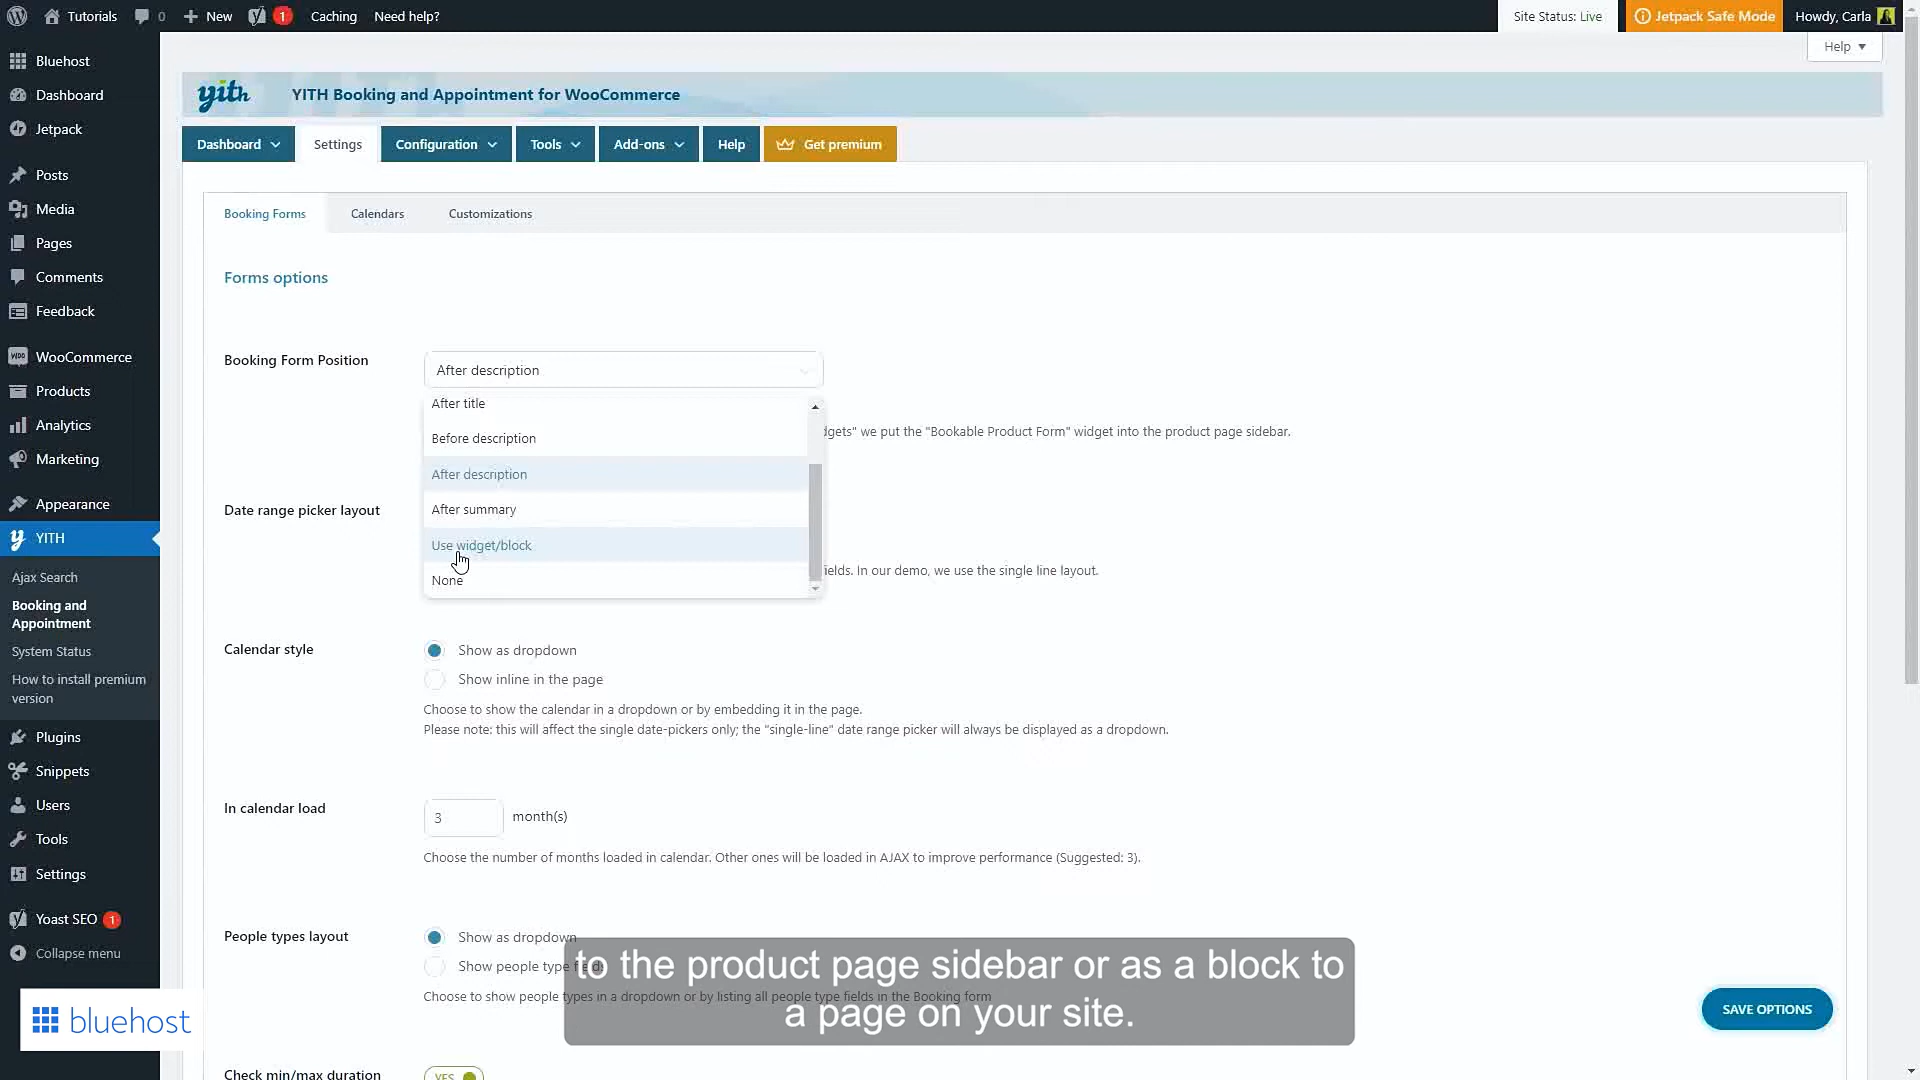 Tutorials
0
New
1
Caching
Need help?
Site Status: Live
Jetpack Safe Mode
Howdy, Carla
Help
Bluehost
Dashboard
Jetpack
Posts
Media
Pages
Comments
Feedback
WooCommerce
Products
Analytics
Marketing
Appearance
YITH
Ajax Search
Booking and
Appointment
System Status
How to install premium
version
Plugins
Snippets
Users
Tools
Settings
Yoast SEO 1
Collapse menu
bluehost
yith
YITH Booking and Appointment for WooCommerce
Dashboard
Settings
Configuration
Tools
Add-ons
Help
Get premium
Booking Forms
Calendars
Customizations
Forms options
Booking Form Position
After description
After title
Before description
After description
After summary
Use widget/block
None
dgets" we put the "Bookable Product Form" widget into the product page sidebar.
Date range picker layout
ields. In our demo, we use the single line layout.
Calendar style
Show as dropdown
Show inline in the page
Choose to show the calendar in a dropdown or by embedding it in the page.
Please note: this will affect the single date-pickers only; the "single-line" date range picker will always be displayed as a dropdown.
In calendar load
3
month(s)
Choose the number of months loaded in calendar. Other ones will be loaded in AJAX to improve performance (Suggested: 3).
People types layout
Show as dropdown
Show people type fields
Choose to show people types in a dropdown or by listing all people type fields in the Booking form
to the product page sidebar or as a block to
a page on your site.
SAVE OPTIONS
Check min/max duration
YES